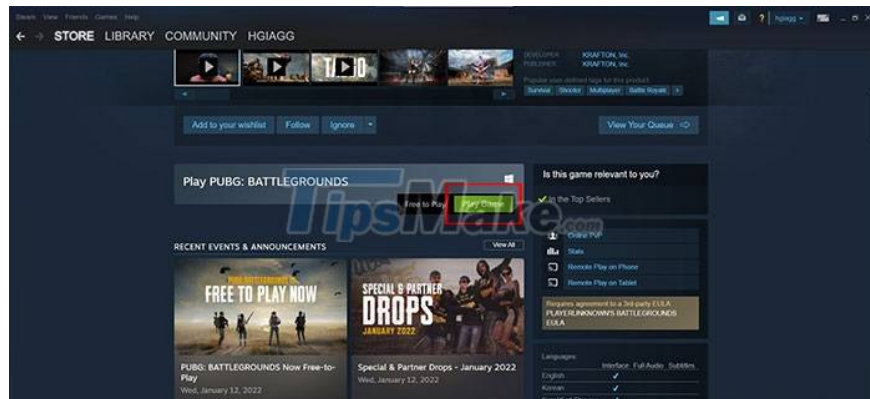 Steam View Friends Games Help
? hgiagg
STORE LIBRARY COMMUNITY HGIAGG
DEVELOPER: KRAFTON, Inc.
PUBLISHER: KRAFTON, Inc.
Popular user-defined tags for this product:
Survival Shooter Multiplayer Battle Royale +
Add to your wishlist Follow Ignore
View Your Queue
Play PUBG: BATTLEGROUNDS
Free to Play Play Game
TipsMake.com
Is this game relevant to you?
In the Top Sellers
Online PvP
Stats
Remote Play on Phone
Remote Play on Tablet
Requires agreement to a 3rd-party EULA
PLAYERUNKNOWN'S BATTLEGROUNDS
EULA
RECENT EVENTS & ANNOUNCEMENTS View All
PUBG: BATTLEGROUNDS IS
FREE TO PLAY NOW
SPECIAL & PARTNER
DROPS
JANUARY 2022
PUBG: BATTLEGROUNDS Now Free-to-
Play
Wed, January 12, 2022
Special & Partner Drops - January 2022
Wed, January 12, 2022
Languages:
Interface Full Audio Subtitles
English ✓
Korean ✓